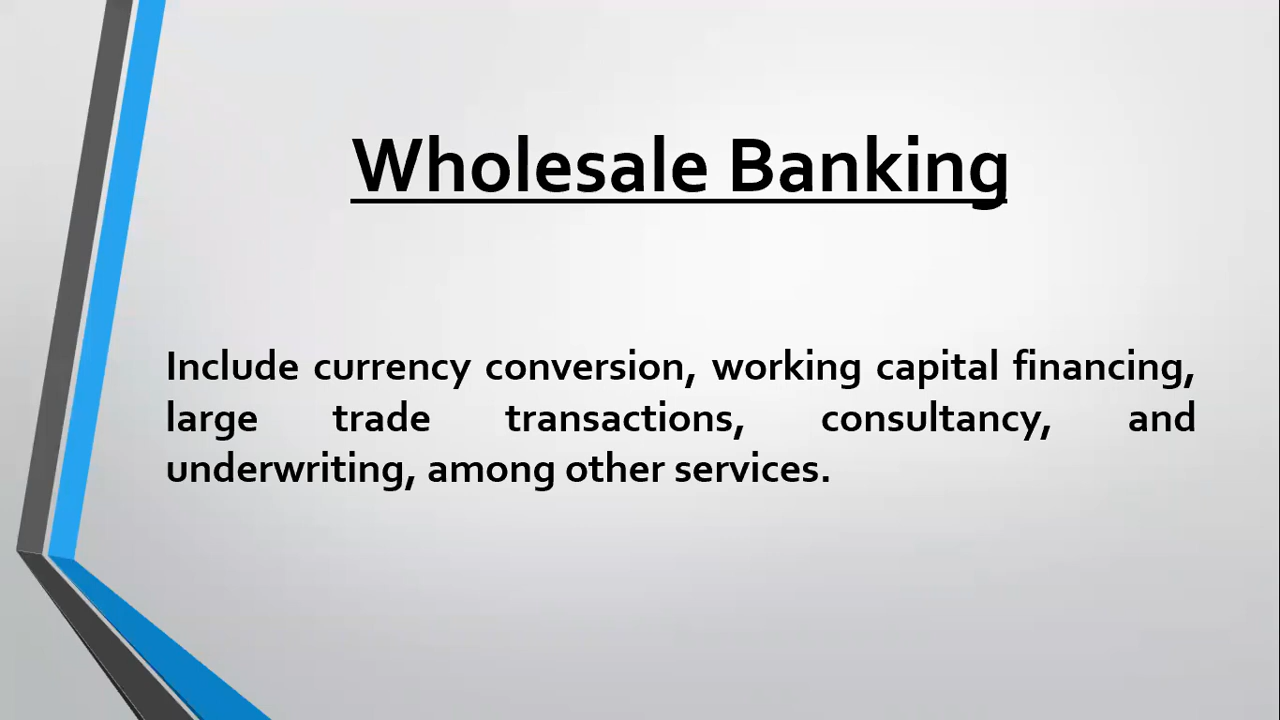 Wholesale Banking
Include currency conversion, working capital financing,
large trade transactions, consultancy, and
underwriting, among other services.